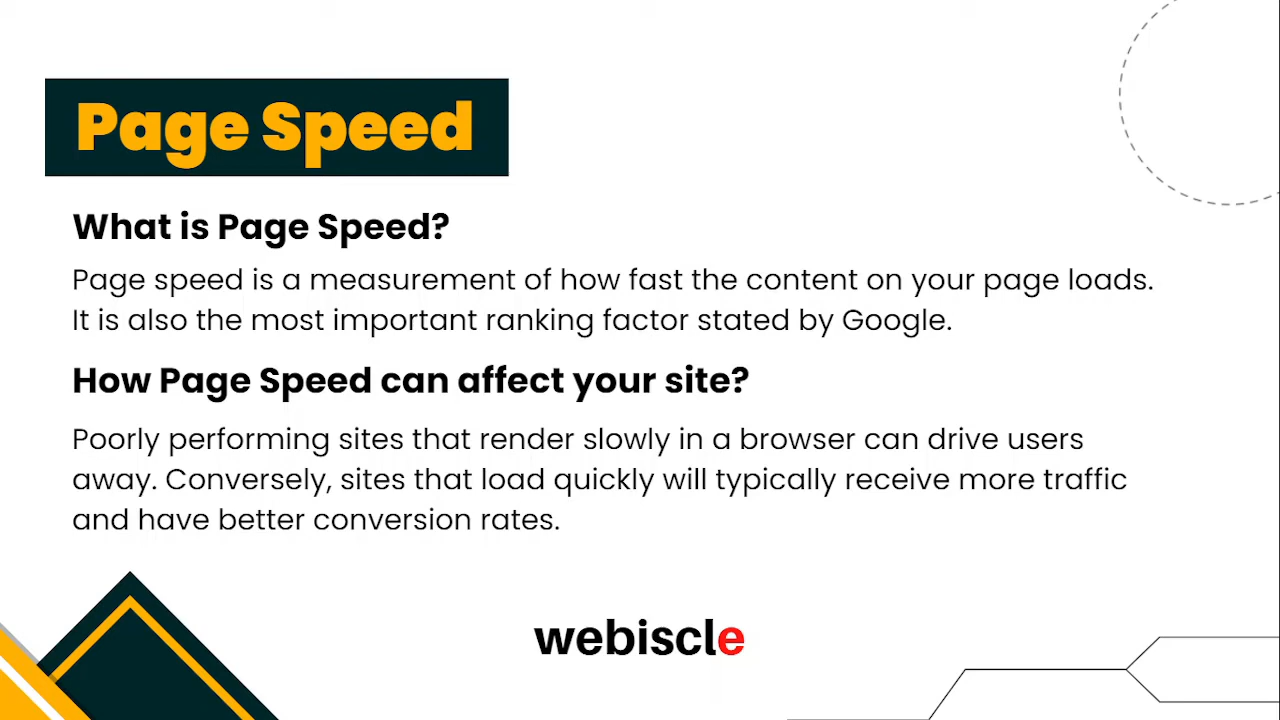 Page Speed
What is Page Speed?
Page speed is a measurement of how fast the content on your page loads.
It is also the most important ranking factor stated by Google.
How Page Speed can affect your site?
Poorly performing sites that render slowly in a browser can drive users
away. Conversely, sites that load quickly will typically receive more traffic
and have better conversion rates.
webiscle